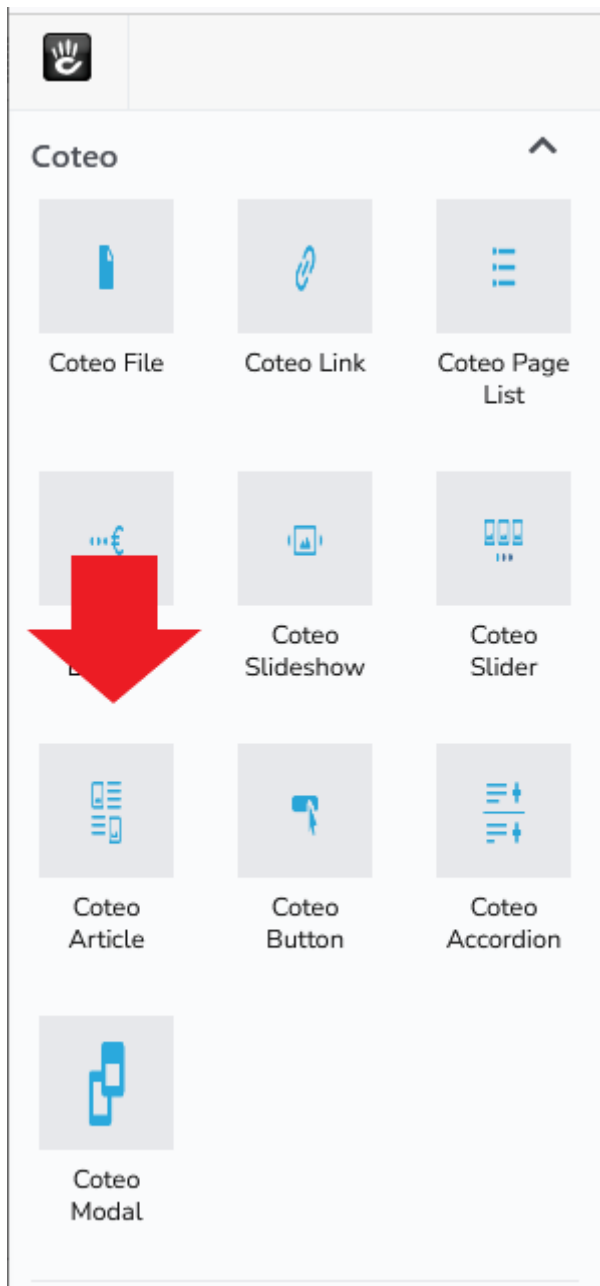 Coteo
Coteo File
Coteo Link
Coteo Page
List
Coteo
Slideshow
Coteo
Slider
Coteo
Article
Coteo
Button
Coteo
Accordion
Coteo
Modal